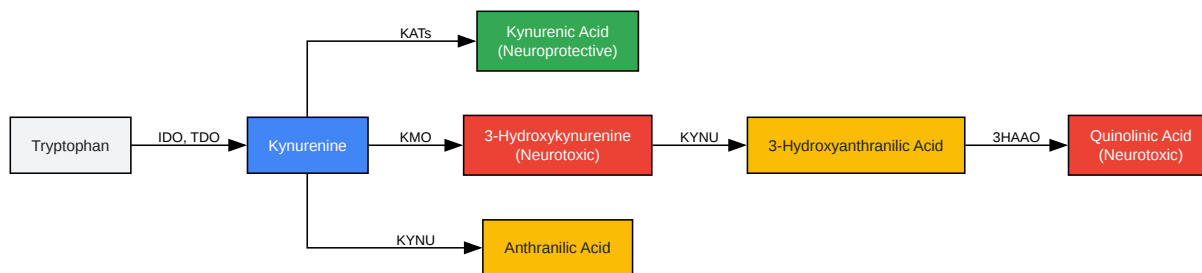 KATs
Kynurenic Acid
(Neuroprotective)
Tryptophan
IDO, TDO
Kynurenine
KMO
3-Hydroxykynurenine
(Neurotoxic)
KYNU
3-Hydroxyanthranilic Acid
3HAAO
Quinolinic Acid
(Neurotoxic)
KYNU
Anthranilic Acid